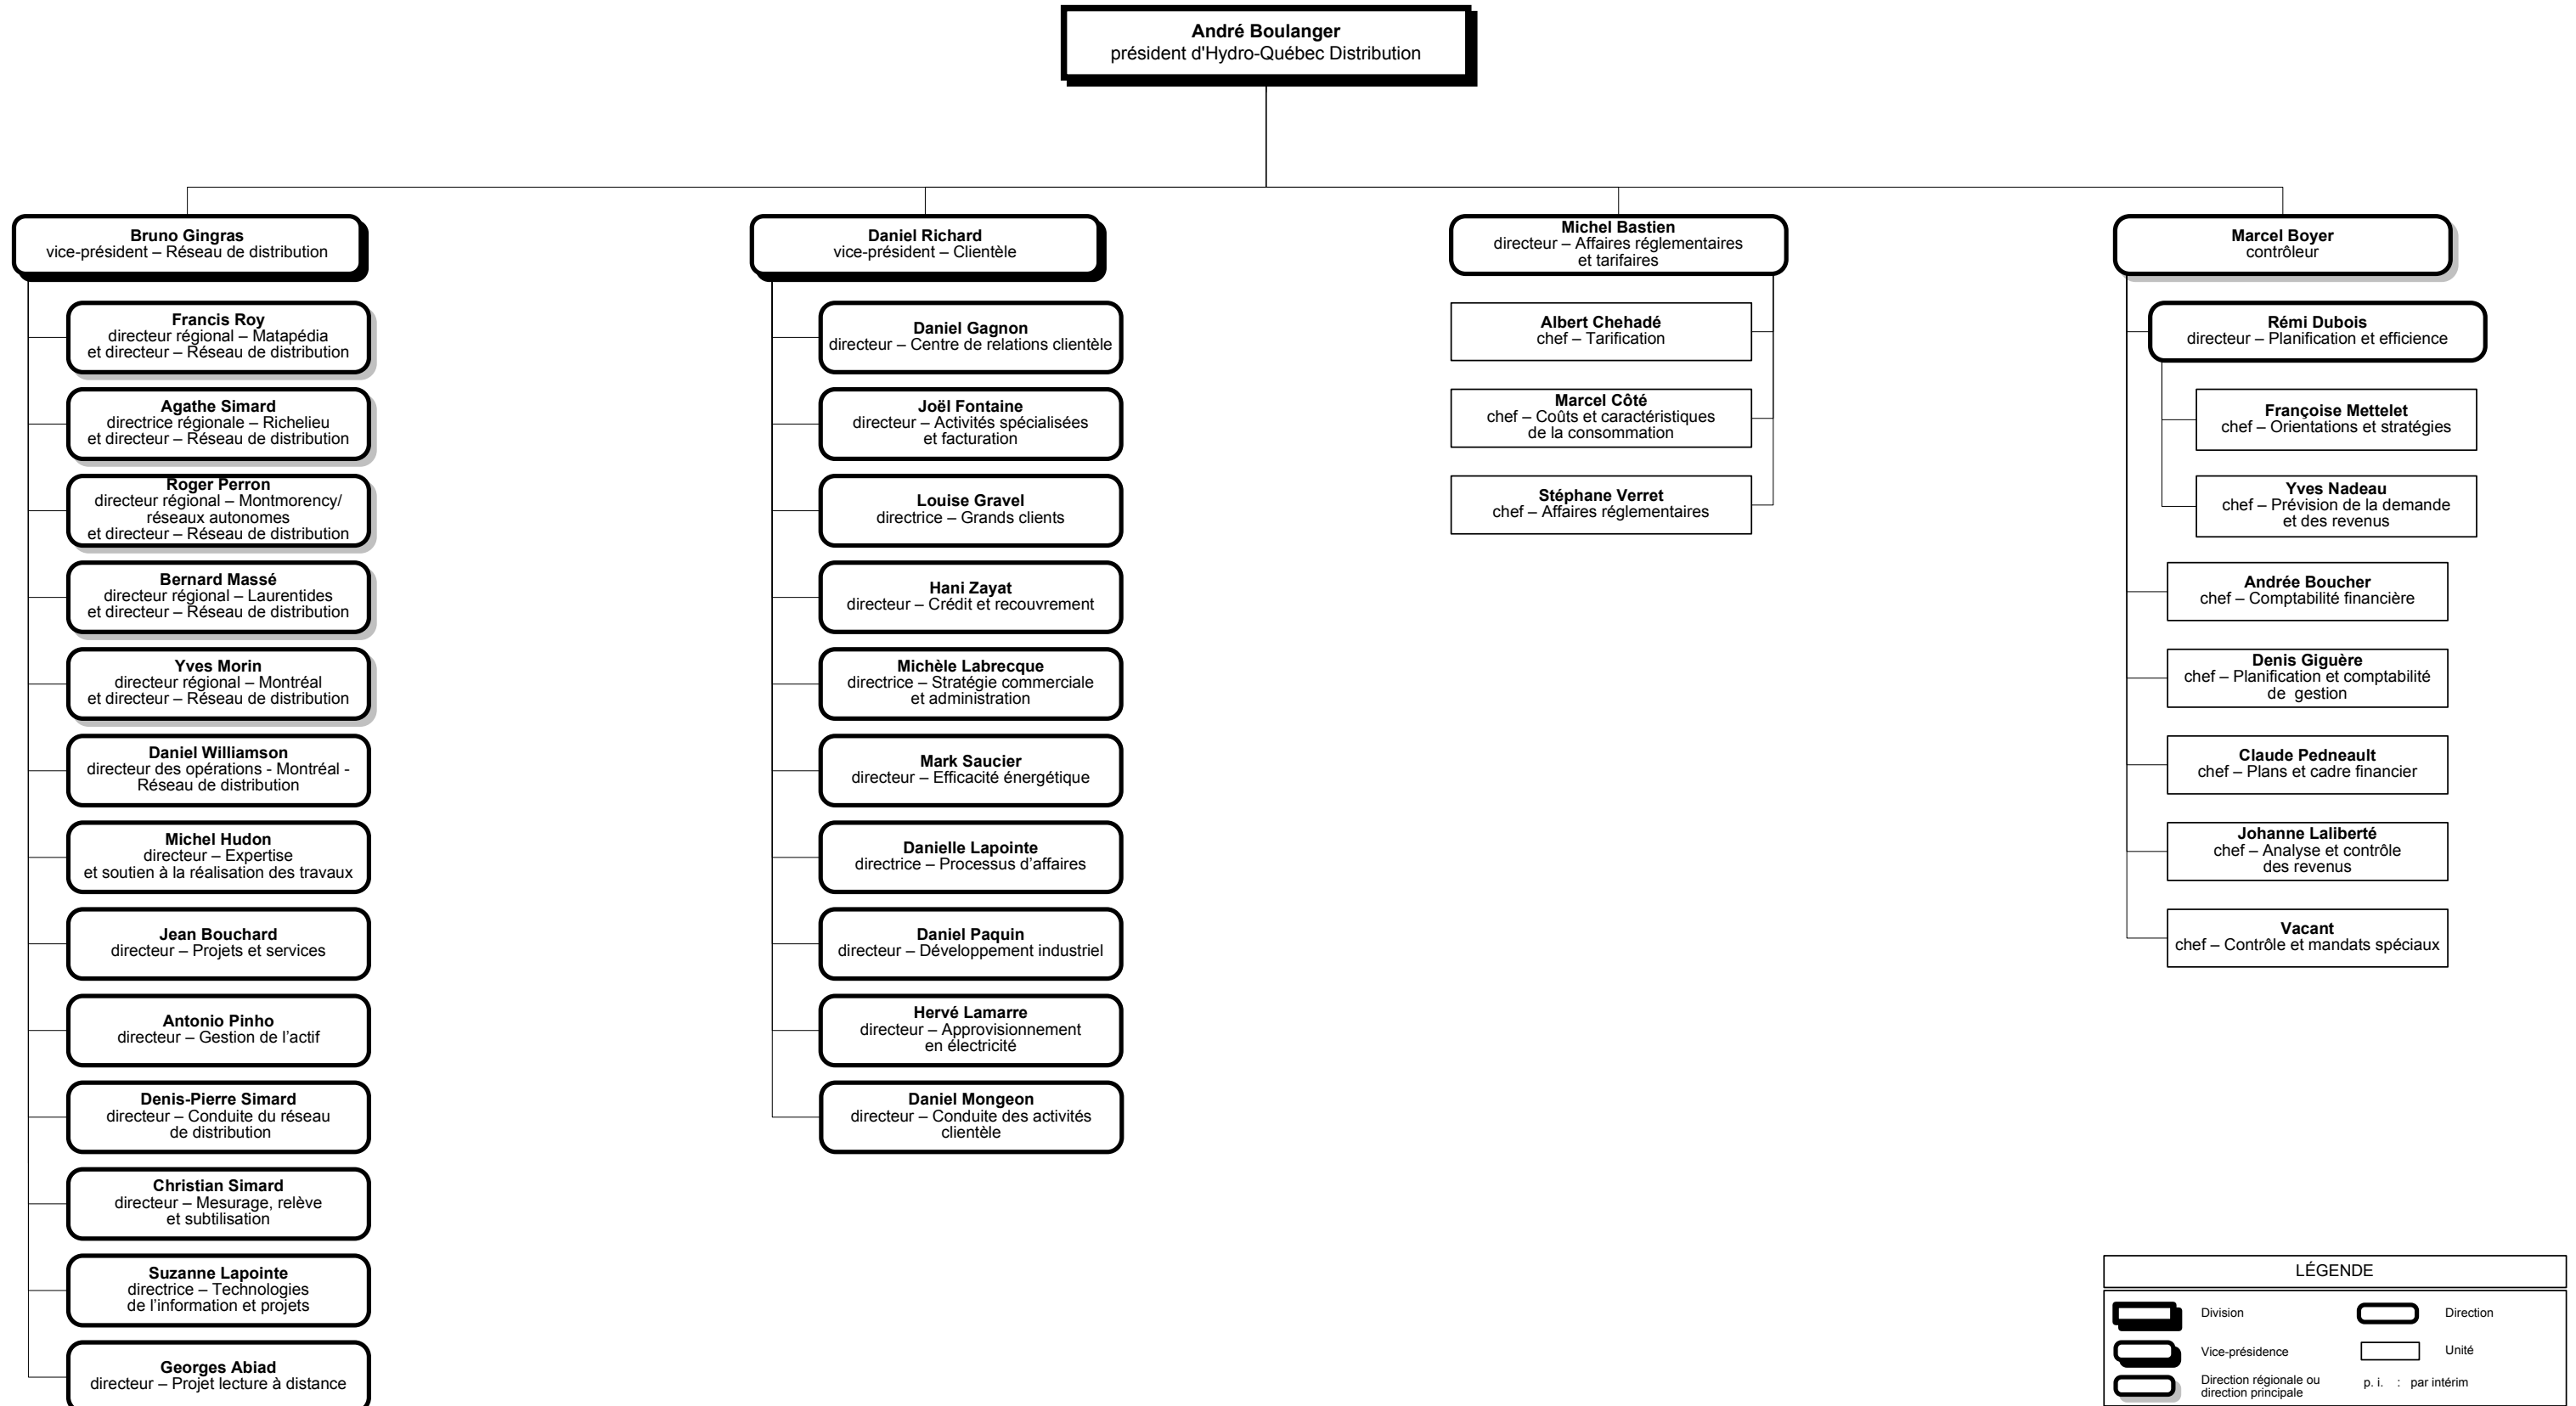 André Boulanger
président d'Hydro-Québec Distribution
Bruno Gingras
vice-président – Réseau de distribution
Francis Roy
directeur régional – Matapédia
et directeur – Réseau de distribution
Agathe Simard
directrice régionale – Richelieu
et directeur – Réseau de distribution
Roger Perron
directeur régional – Montmorency/
réseaux autonomes
et directeur – Réseau de distribution
Bernard Massé
directeur régional – Laurentides
et directeur – Réseau de distribution
Yves Morin
directeur régional – Montréal
et directeur – Réseau de distribution
Daniel Williamson
directeur des opérations - Montréal -
Réseau de distribution
Michel Hudon
directeur – Expertise
et soutien à la réalisation des travaux
Jean Bouchard
directeur – Projets et services
Antonio Pinho
directeur – Gestion de l'actif
Denis-Pierre Simard
directeur – Conduite du réseau
de distribution
Christian Simard
directeur – Mesurage, relève
et subtilisation
Suzanne Lapointe
directrice – Technologies
de l'information et projets
Georges Abiad
directeur – Projet lecture à distance
Daniel Richard
vice-président – Clientèle
Daniel Gagnon
directeur – Centre de relations clientèle
Joël Fontaine
directeur – Activités spécialisées
et facturation
Louise Gravel
directrice – Grands clients
Hani Zayat
directeur – Crédit et recouvrement
Michèle Labrecque
directrice – Stratégie commerciale
et administration
Mark Saucier
directeur – Efficacité énergétique
Danielle Lapointe
directrice – Processus d'affaires
Daniel Paquin
directeur – Développement industriel
Hervé Lamarre
directeur – Approvisionnement
en électricité
Daniel Mongeon
directeur – Conduite des activités
clientèle
Michel Bastien
directeur – Affaires réglementaires
et tarifaires
Albert Chehadé
chef – Tarification
Marcel Côté
chef – Coûts et caractéristiques
de la consommation
Stéphane Verret
chef – Affaires réglementaires
Marcel Boyer
contrôleur
Rémi Dubois
directeur – Planification et efficience
Françoise Mettelet
chef – Orientations et stratégies
Yves Nadeau
chef – Prévision de la demande
et des revenus
Andrée Boucher
chef – Comptabilité financière
Denis Giguère
chef – Planification et comptabilité
de gestion
Claude Pedneault
chef – Plans et cadre financier
Johanne Laliberté
chef – Analyse et contrôle
des revenus
Vacant
chef – Contrôle et mandats spéciaux
LÉGENDE
Division
Direction
Vice-présidence
Unité
Direction régionale ou
direction principale
p. i. : par intérim